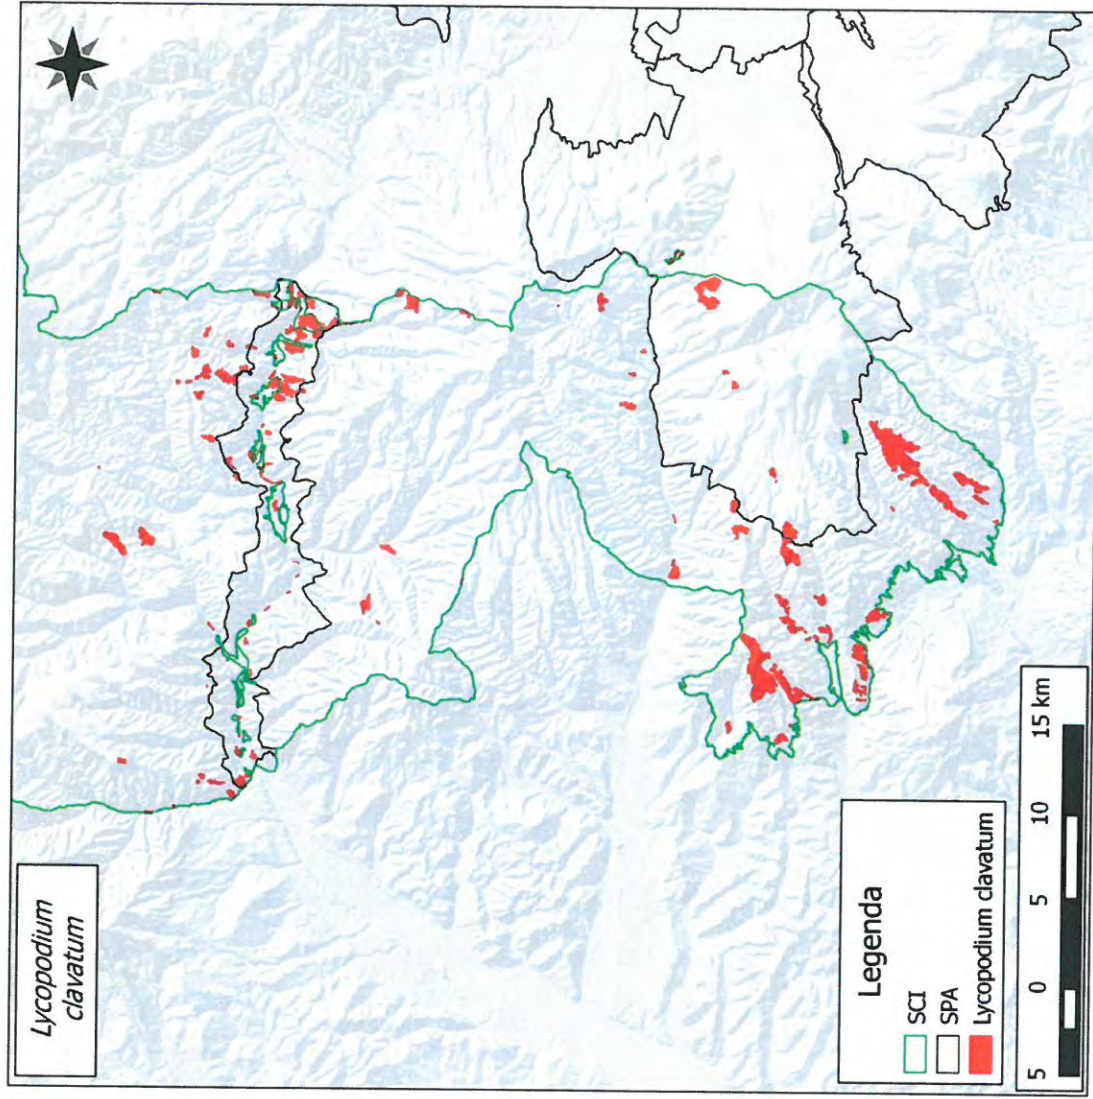 Lycopodium
clavatum
Legenda
SCI
SPA
Lycopodium clavatum
5 0 5 10 15 km